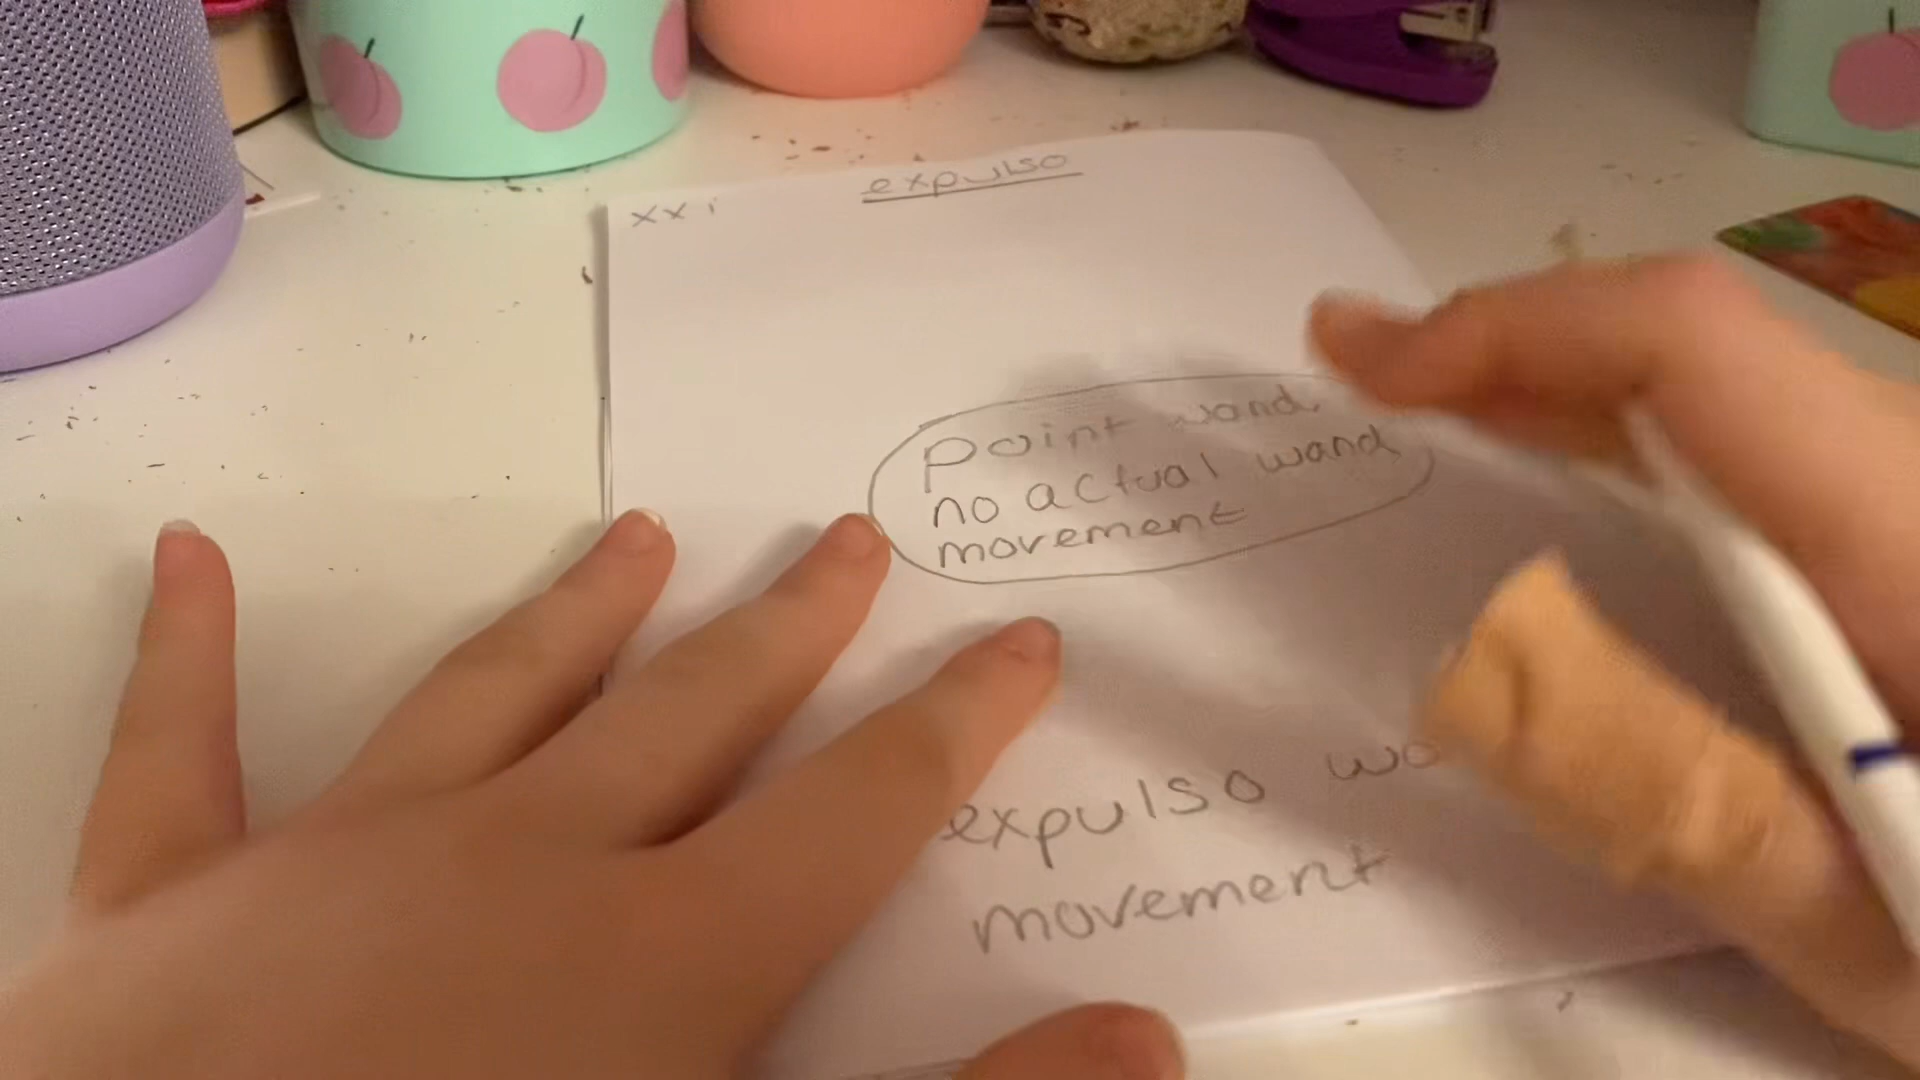 expulso
xxi
point wand,
no actual wand
movement
expulso
movement